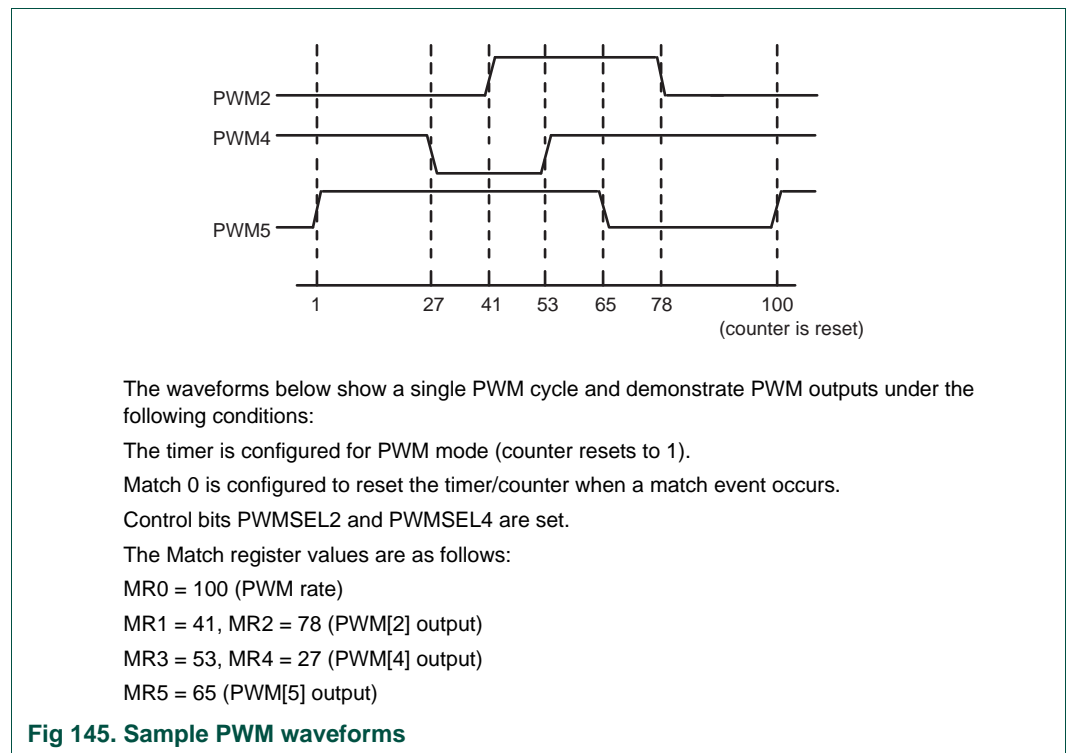 PWM2
PWM4
PWM5
1 27 41 53 65 78 100
(counter is reset)
The waveforms below show a single PWM cycle and demonstrate PWM outputs under the
following conditions:
The timer is configured for PWM mode (counter resets to 1).
Match 0 is configured to reset the timer/counter when a match event occurs.
Control bits PWMSEL2 and PWMSEL4 are set.
The Match register values are as follows:
MR0 = 100 (PWM rate)
MR1 = 41, MR2 = 78 (PWM[2] output)
MR3 = 53, MR4 = 27 (PWM[4] output)
MR5 = 65 (PWM[5] output)
Fig 145. Sample PWM waveforms